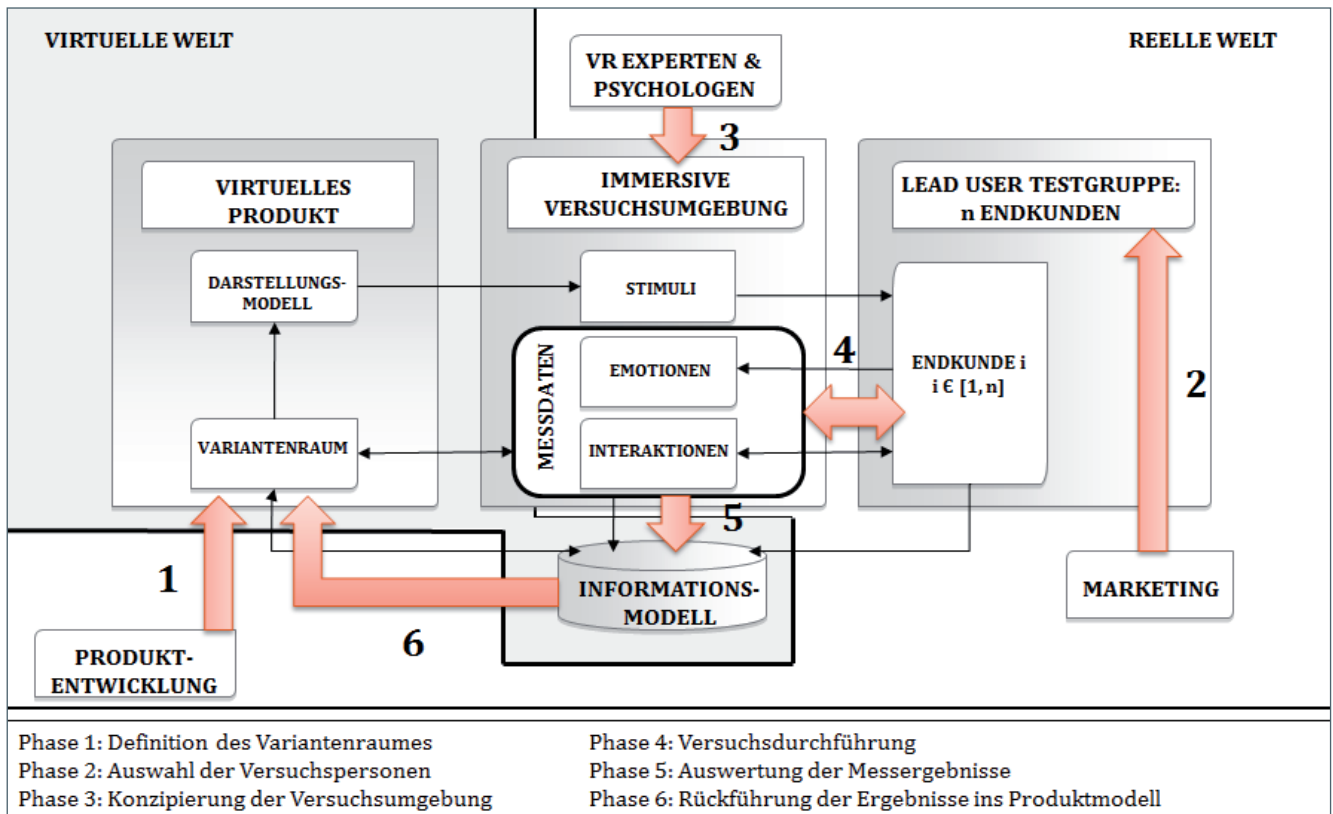 VIRTUELLE WELT
REELLE WELT
VR EXPERTEN &
PSYCHOLOGEN
3
VIRTUELLES
PRODUKT
IMMERSIVE
VERSUCHSUMGEBUNG
LEAD USER TESTGRUPPE:
n ENDKUNDEN
DARSTELLUNGS-
MODELL
STIMULI
MESSDATEN
EMOTIONEN
4
ENDKUNDE i
i € [1, n]
2
VARIANTENRAUM
INTERAKTIONEN
5
1
INFORMATIONS-
MODELL
MARKETING
6
PRODUKT-
ENTWICKLUNG
Phase 1: Definition des Variantenraumes
Phase 2: Auswahl der Versuchspersonen
Phase 3: Konzipierung der Versuchsumgebung
Phase 4: Versuchsdurchführung
Phase 5: Auswertung der Messergebnisse
Phase 6: Rückführung der Ergebnisse ins Produktmodell